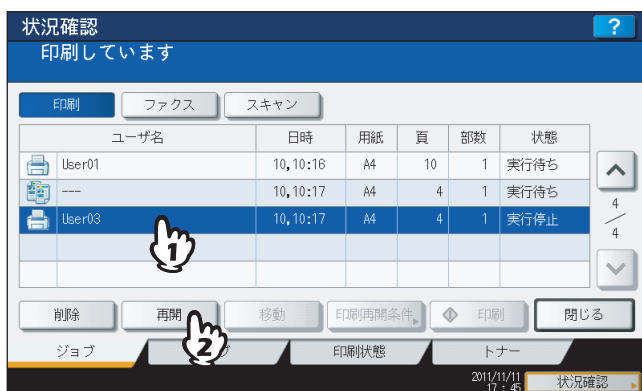 状況確認
?
印刷しています
印刷 ファクス スキャン
ユーザ名 日時 用紙 頁 部数 状態
User01 10,10:16 A4 10 1 実行待ち
--- 10,10:17 A4 4 1 実行待ち
User03 10,10:17 A4 4 1 実行停止
4
4
1
削除 再開 移動 印刷再開条件 印刷 閉じる
2
ジョブ 印刷状態 トナー
2011/11/11
17:45
状況確認